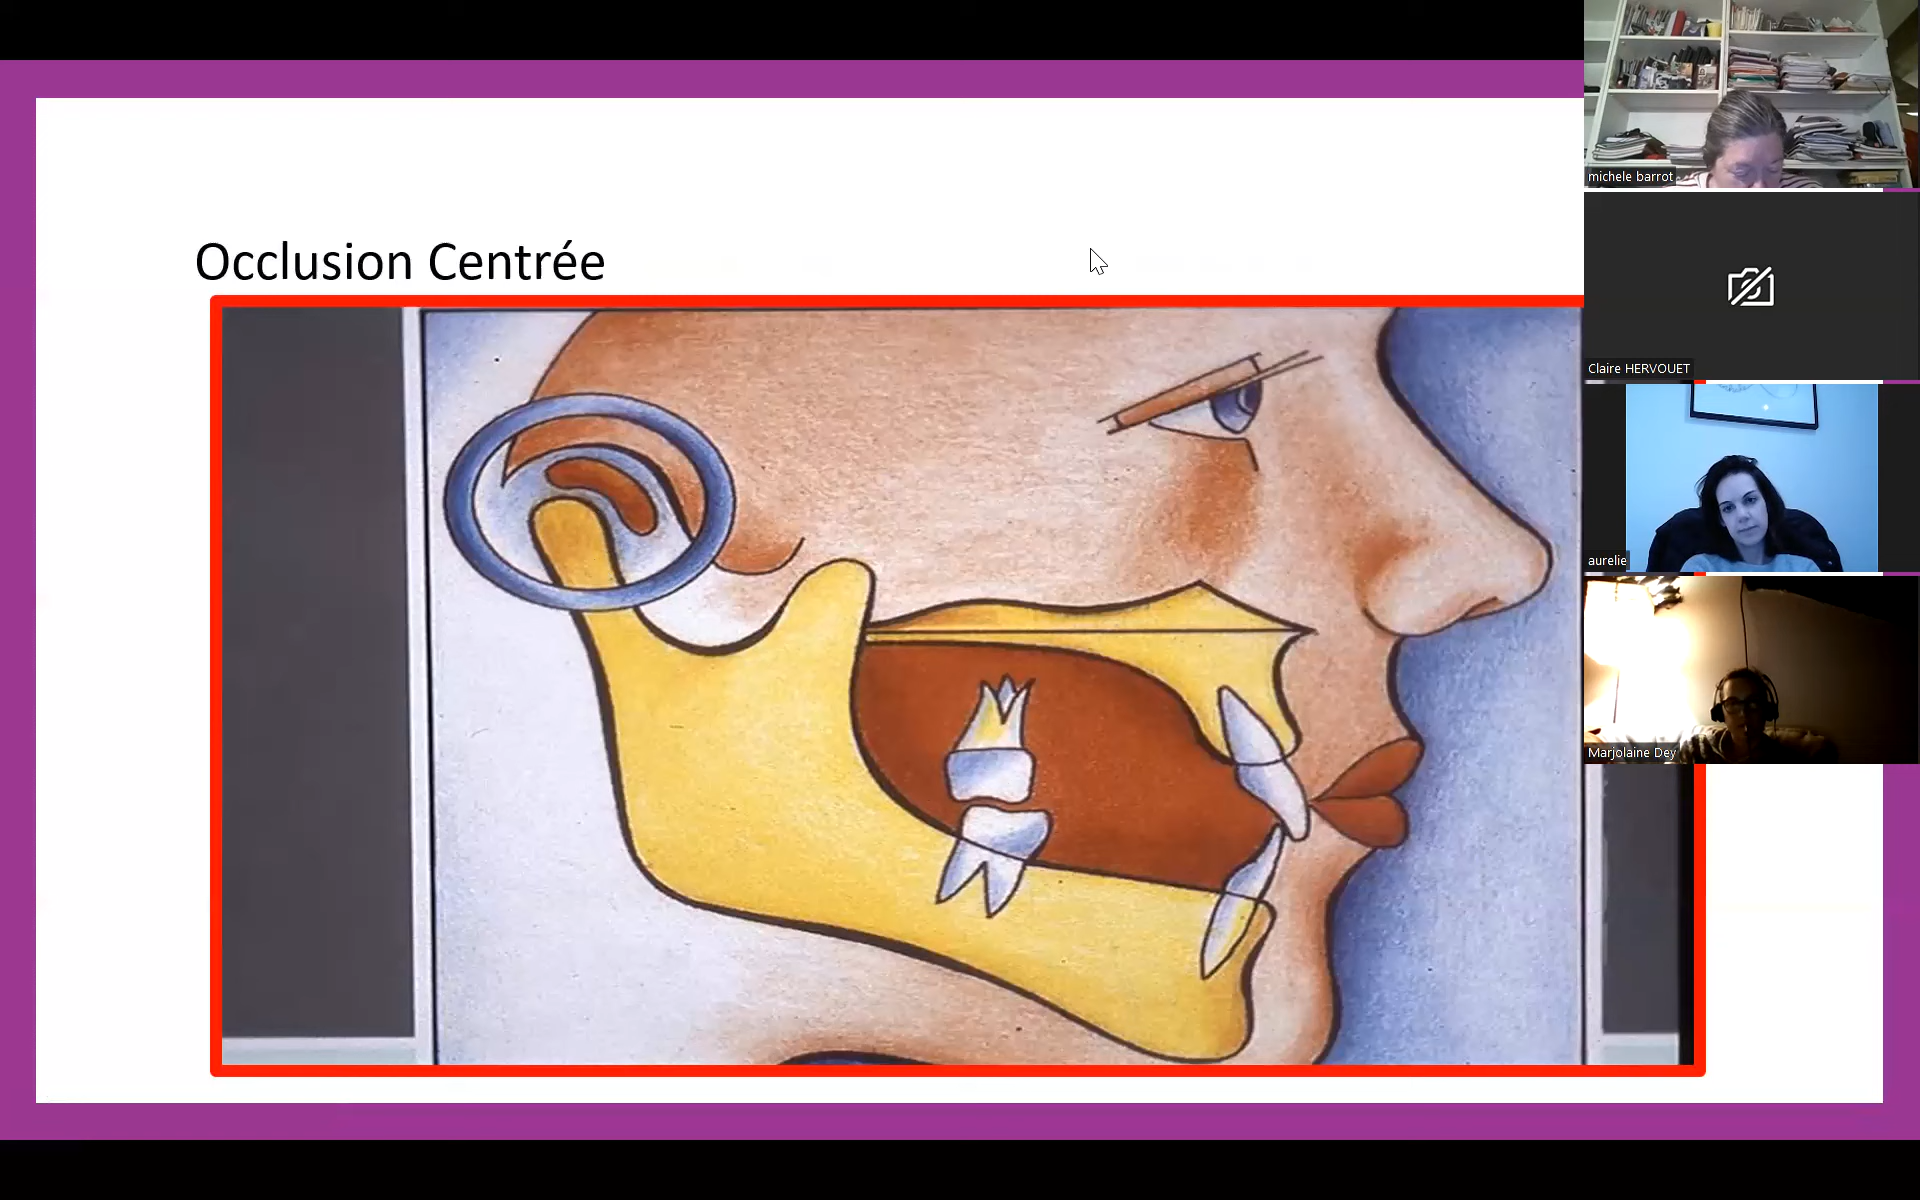 Occlusion Centrée
michele barrot
Claire HERVOUET
aurelie
Marjolaine Dey